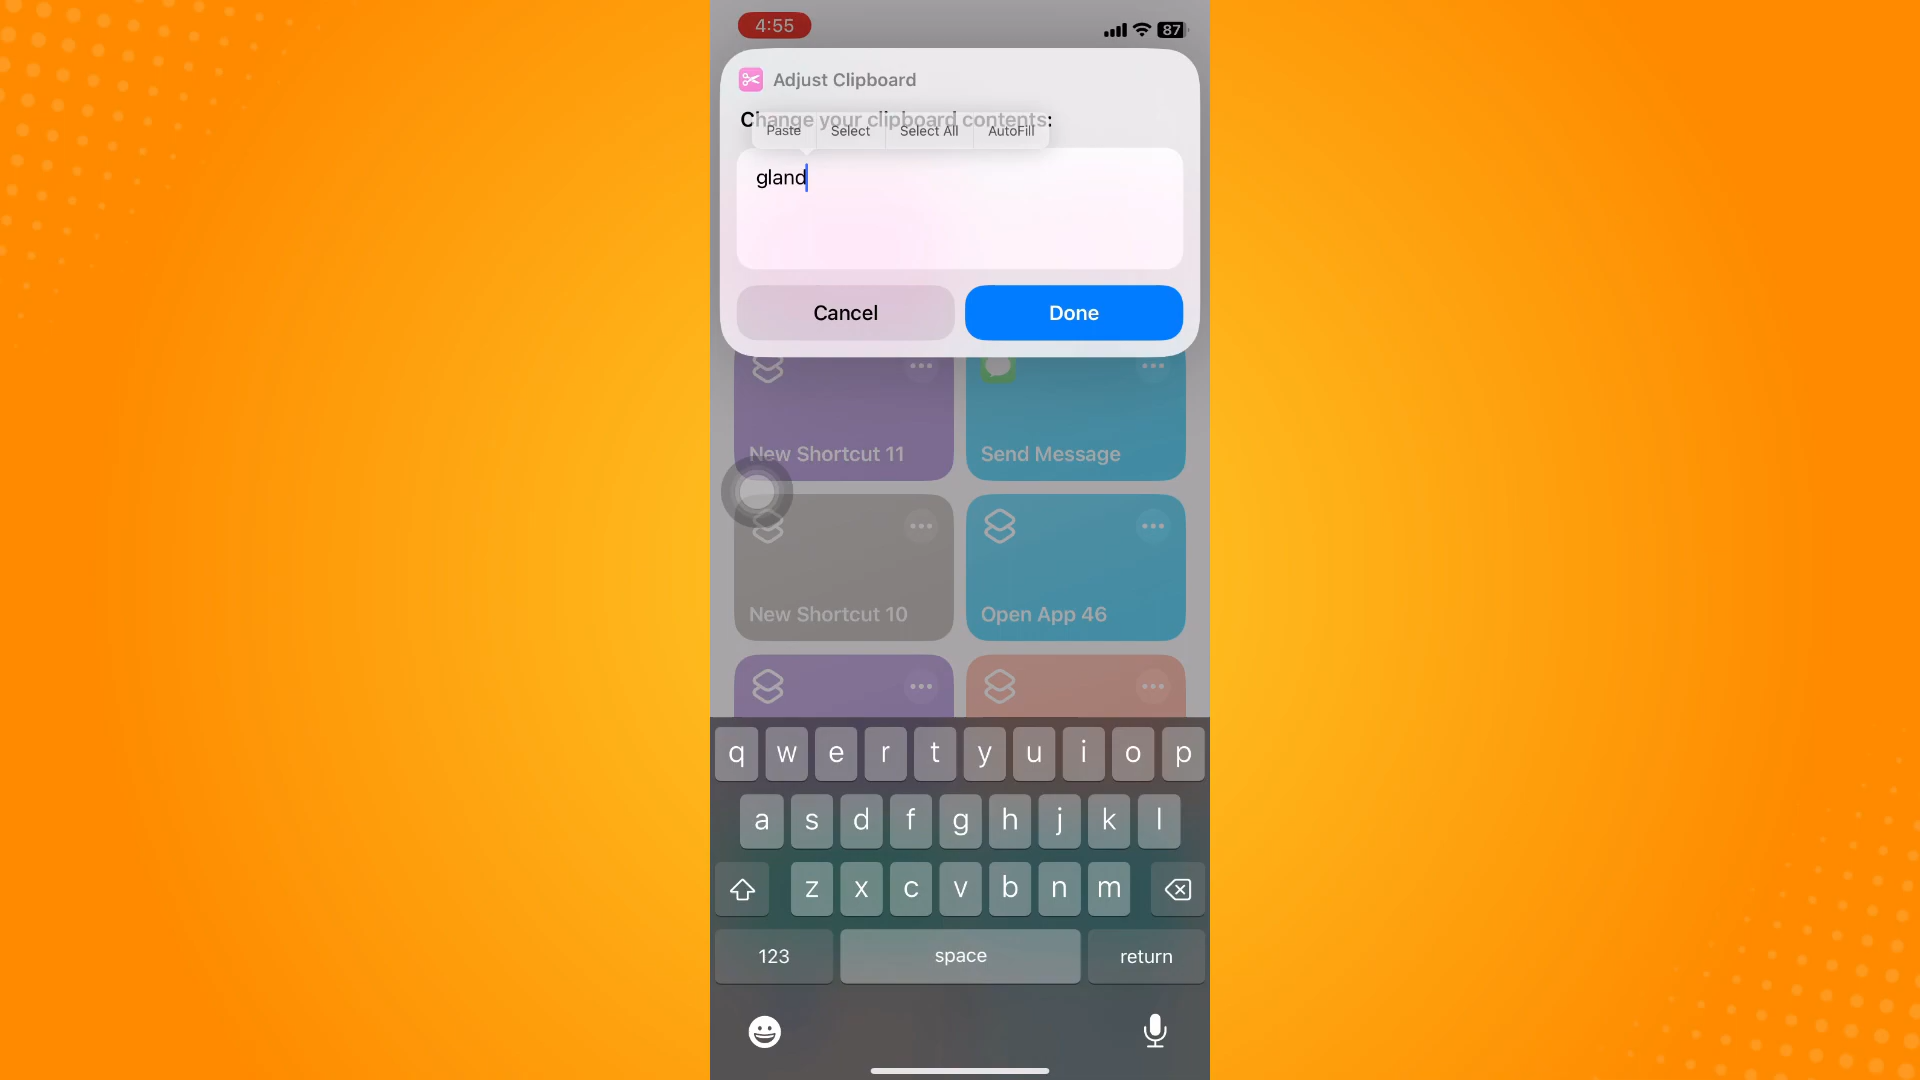 4:55
87
Adjust Clipboard
Change your clipboard contents:
Paste Select Select All AutoFill
gland
Cancel Done
New Shortcut 11 Send Message
New Shortcut 10 Open App 46
q w e r t y u i o p
a s d f g h j k l
z x c v b n m
123 space return